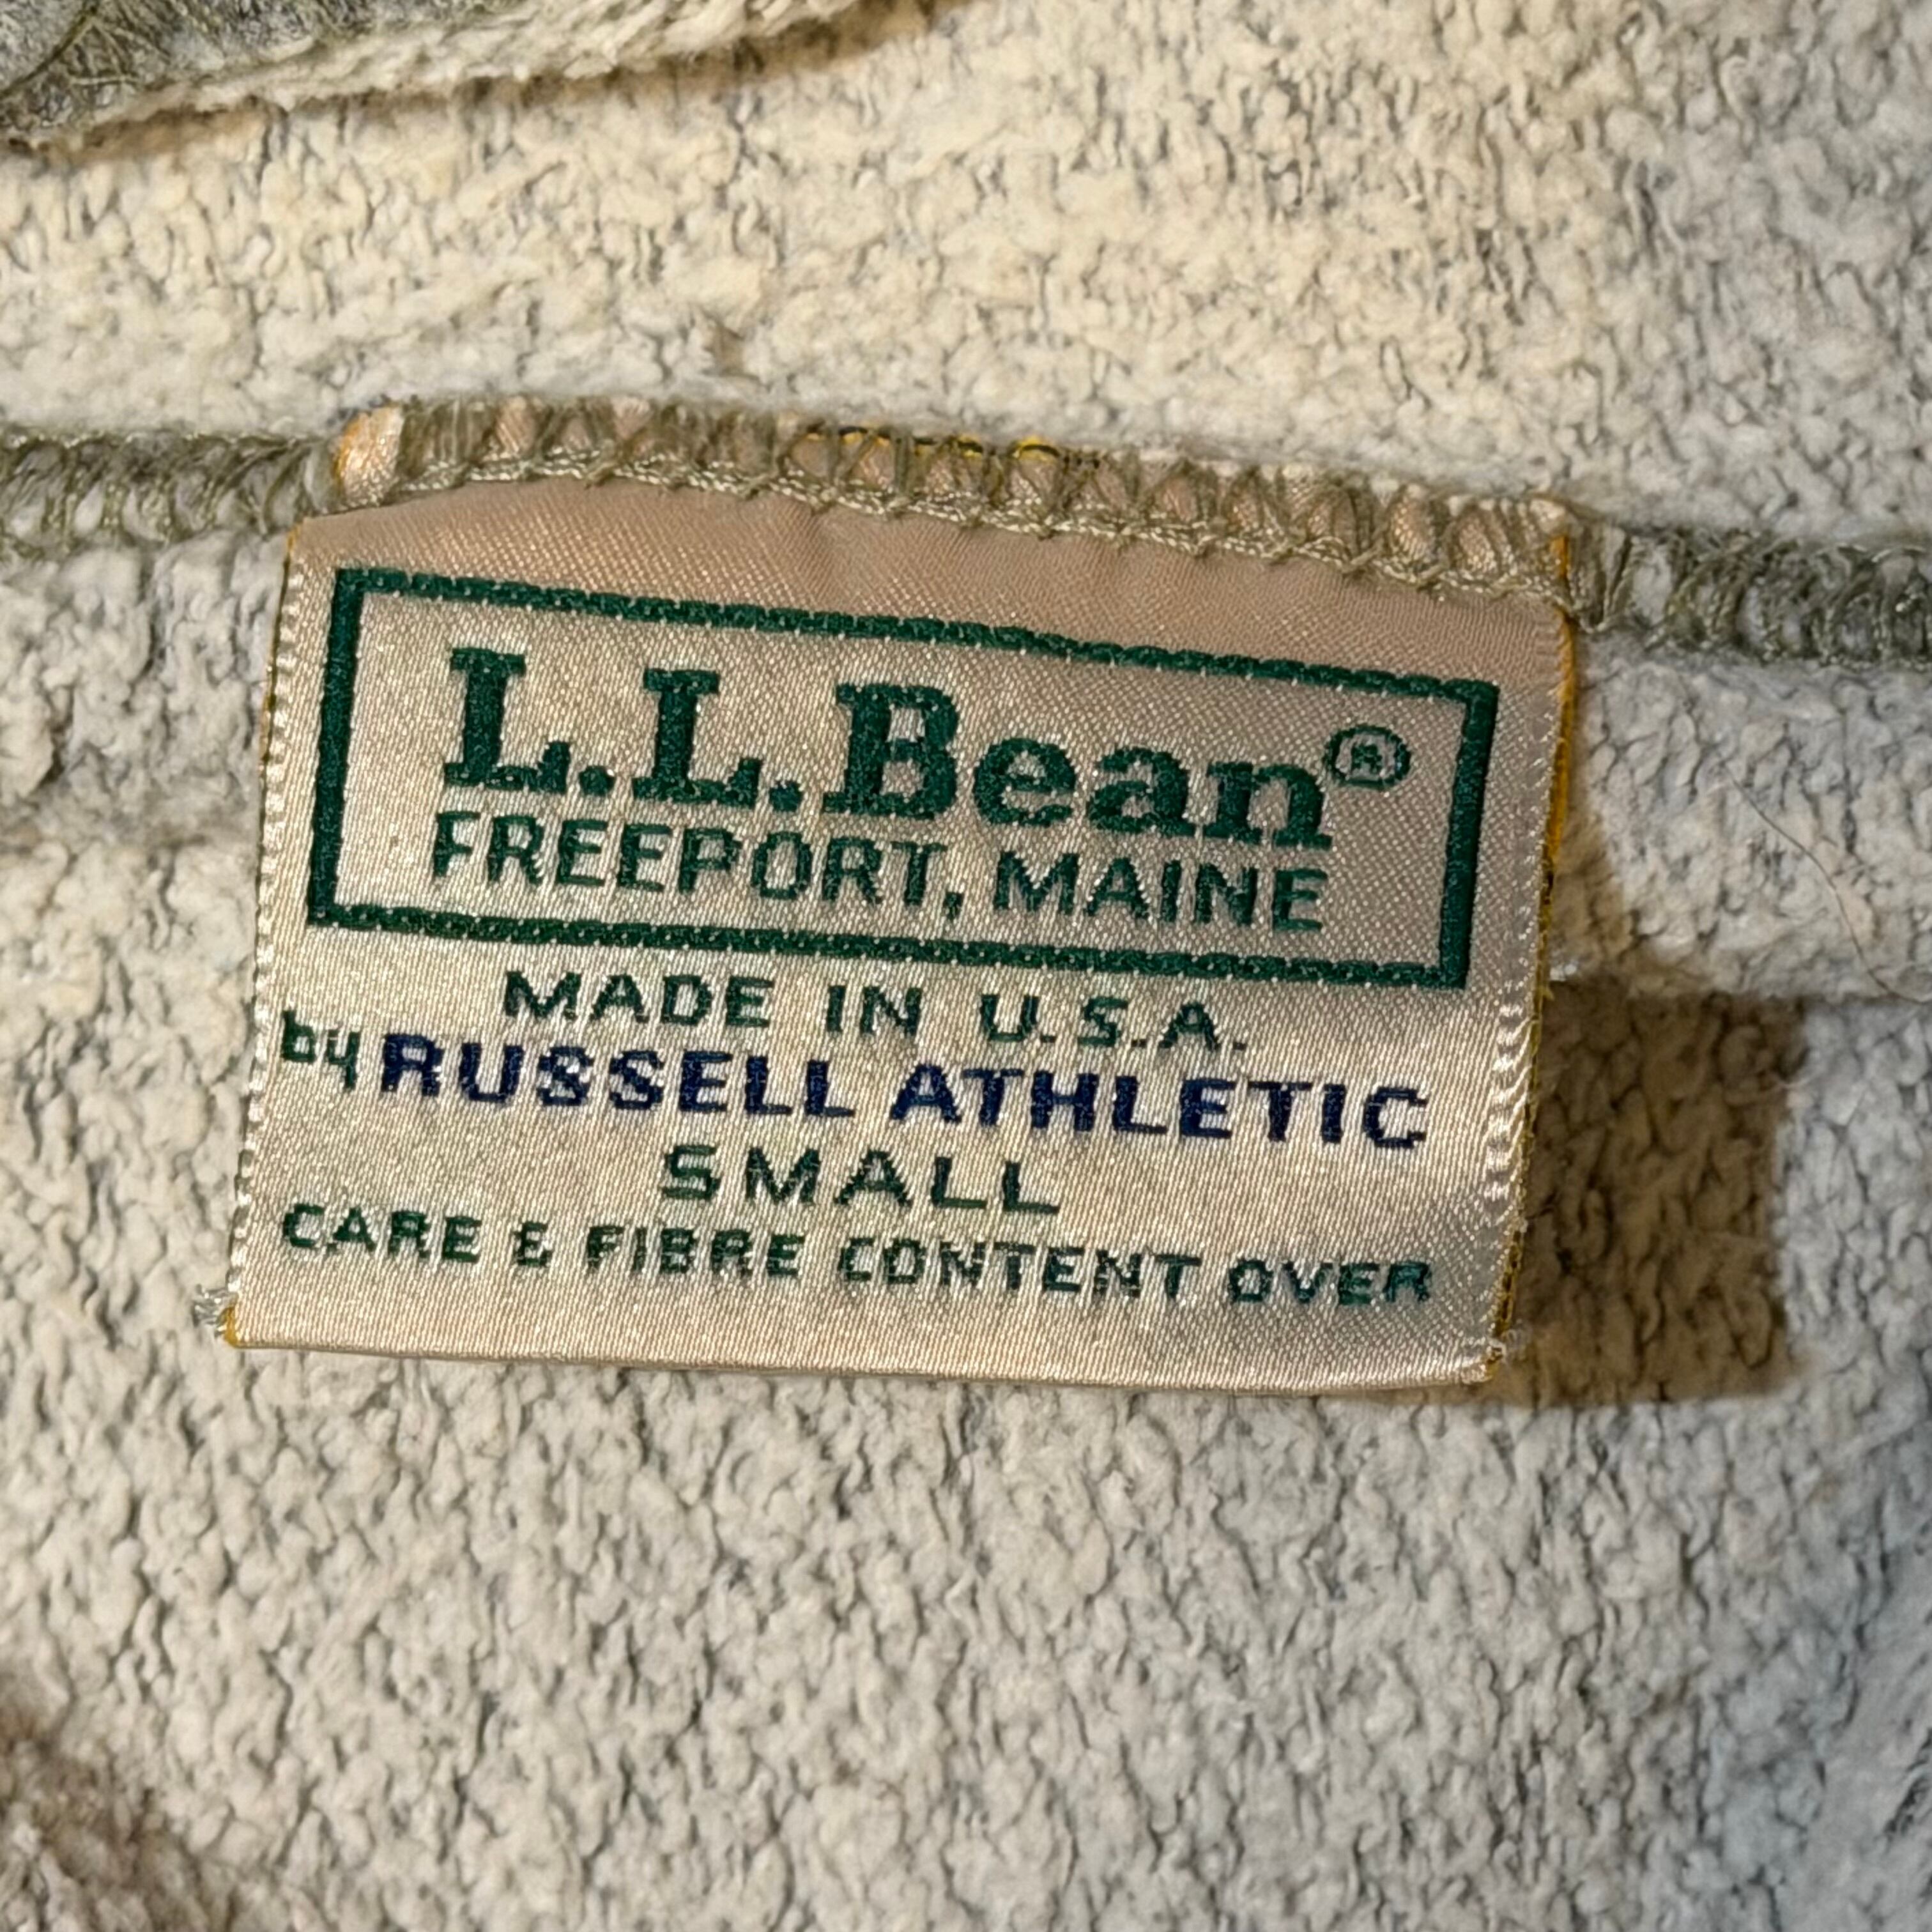 L.L.Bean®
FREEPORT, MAINE
MADE IN U.S.A.
by RUSSELL ATHLETIC
SMALL
CARE & FIBRE CONTENT OVER